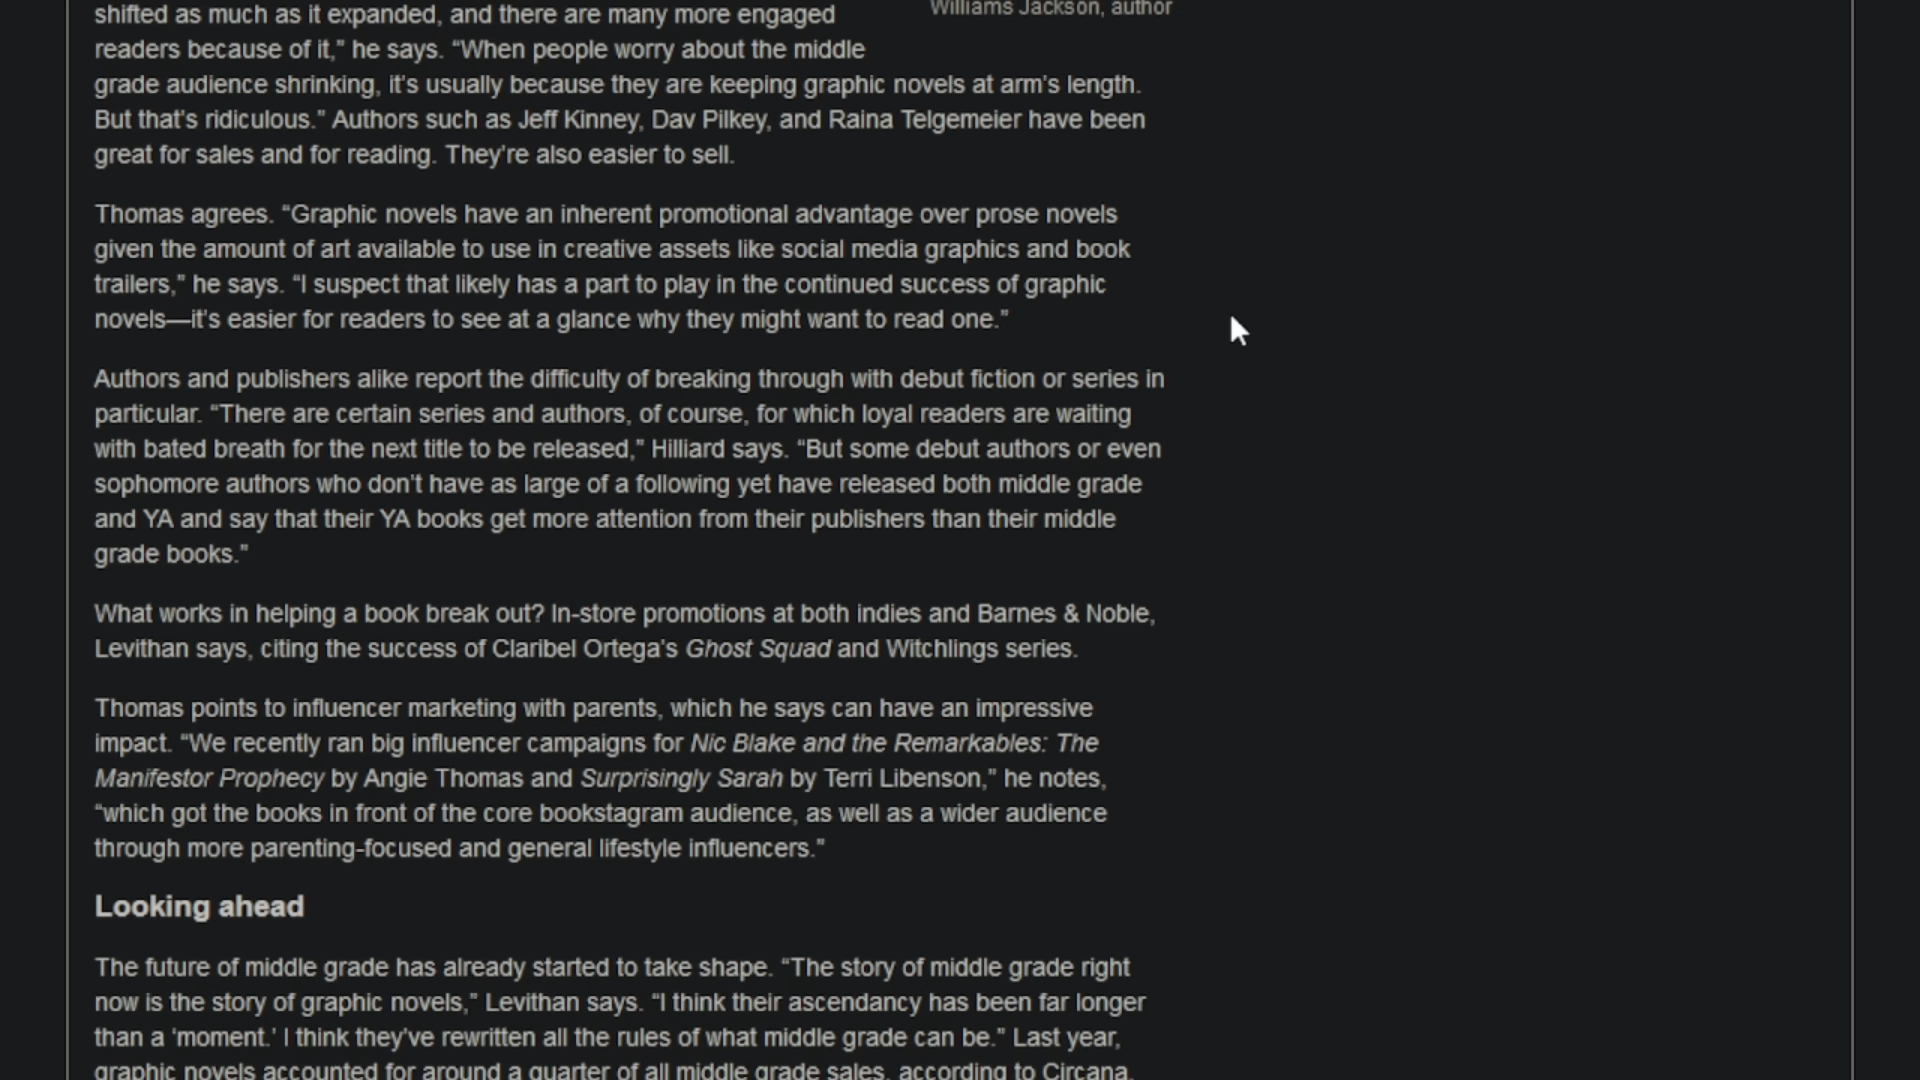 shifted as much as it expanded, and there are many more engaged
Williams Jackson, author
readers because of it,” he says. “When people worry about the middle
grade audience shrinking, it’s usually because they are keeping graphic novels at arm’s length.
But that’s ridiculous.” Authors such as Jeff Kinney, Dav Pilkey, and Raina Telgemeier have been
great for sales and for reading. They’re also easier to sell.
Thomas agrees. “Graphic novels have an inherent promotional advantage over prose novels
given the amount of art available to use in creative assets like social media graphics and book
trailers,” he says. “I suspect that likely has a part to play in the continued success of graphic
novels—it’s easier for readers to see at a glance why they might want to read one.”
Authors and publishers alike report the difficulty of breaking through with debut fiction or series in
particular. “There are certain series and authors, of course, for which loyal readers are waiting
with bated breath for the next title to be released,” Hilliard says. “But some debut authors or even
sophomore authors who don’t have as large of a following yet have released both middle grade
and YA and say that their YA books get more attention from their publishers than their middle
grade books.”
What works in helping a book break out? In-store promotions at both indies and Barnes & Noble,
Levithan says, citing the success of Claribel Ortega’s Ghost Squad and Witchlings series.
Thomas points to influencer marketing with parents, which he says can have an impressive
impact. “We recently ran big influencer campaigns for Nic Blake and the Remarkables: The
Manifestor Prophecy by Angie Thomas and Surprisingly Sarah by Terri Libenson,” he notes,
“which got the books in front of the core bookstagram audience, as well as a wider audience
through more parenting-focused and general lifestyle influencers.”
Looking ahead
The future of middle grade has already started to take shape. “The story of middle grade right
now is the story of graphic novels,” Levithan says. “I think their ascendancy has been far longer
than a ‘moment.’ I think they’ve rewritten all the rules of what middle grade can be.” Last year,
graphic novels accounted for around a quarter of all middle grade sales, according to Circana.